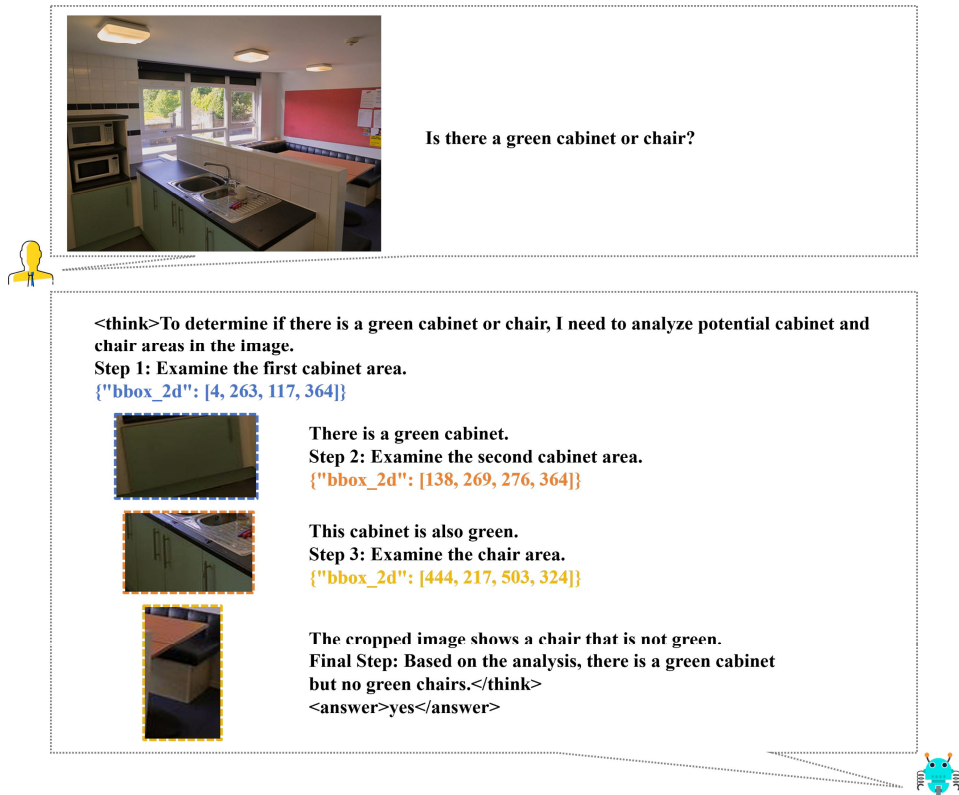 Is there a green cabinet or chair?
<think>To determine if there is a green cabinet or chair, I need to analyze potential cabinet and
chair areas in the image.
Step 1: Examine the first cabinet area.
{"bbox_2d": [4, 263, 117, 364]}
There is a green cabinet.
Step 2: Examine the second cabinet area.
{"bbox_2d": [138, 269, 276, 364]}
This cabinet is also green.
Step 3: Examine the chair area.
{"bbox_2d": [444, 217, 503, 324]}
The cropped image shows a chair that is not green.
Final Step: Based on the analysis, there is a green cabinet
but no green chairs.</think>
<answer>yes</answer>